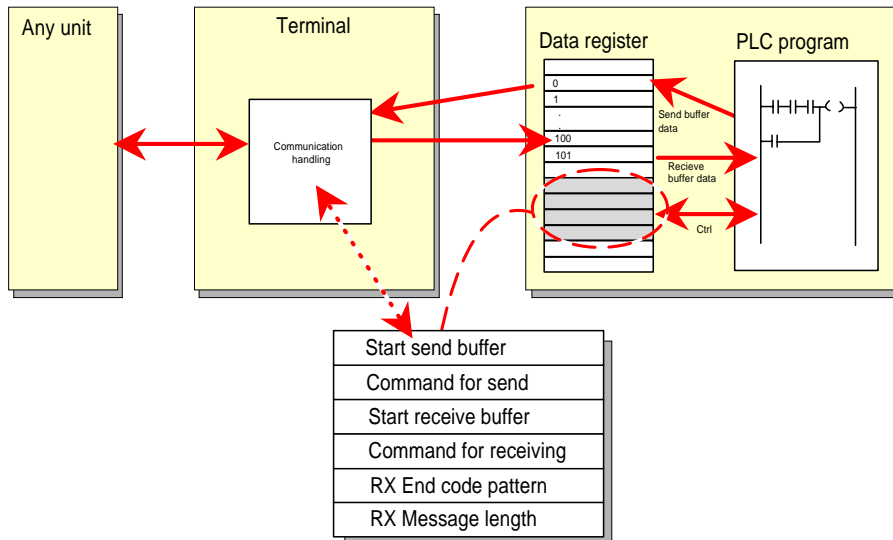 Any unit
Terminal
Data register
PLC program
0
1
.
.
100
101
Send buffer
data
Recieve
buffer data
Ctrl
Communication
handling
Start send buffer
Command for send
Start receive buffer
Command for receiving
RX End code pattern
RX Message length